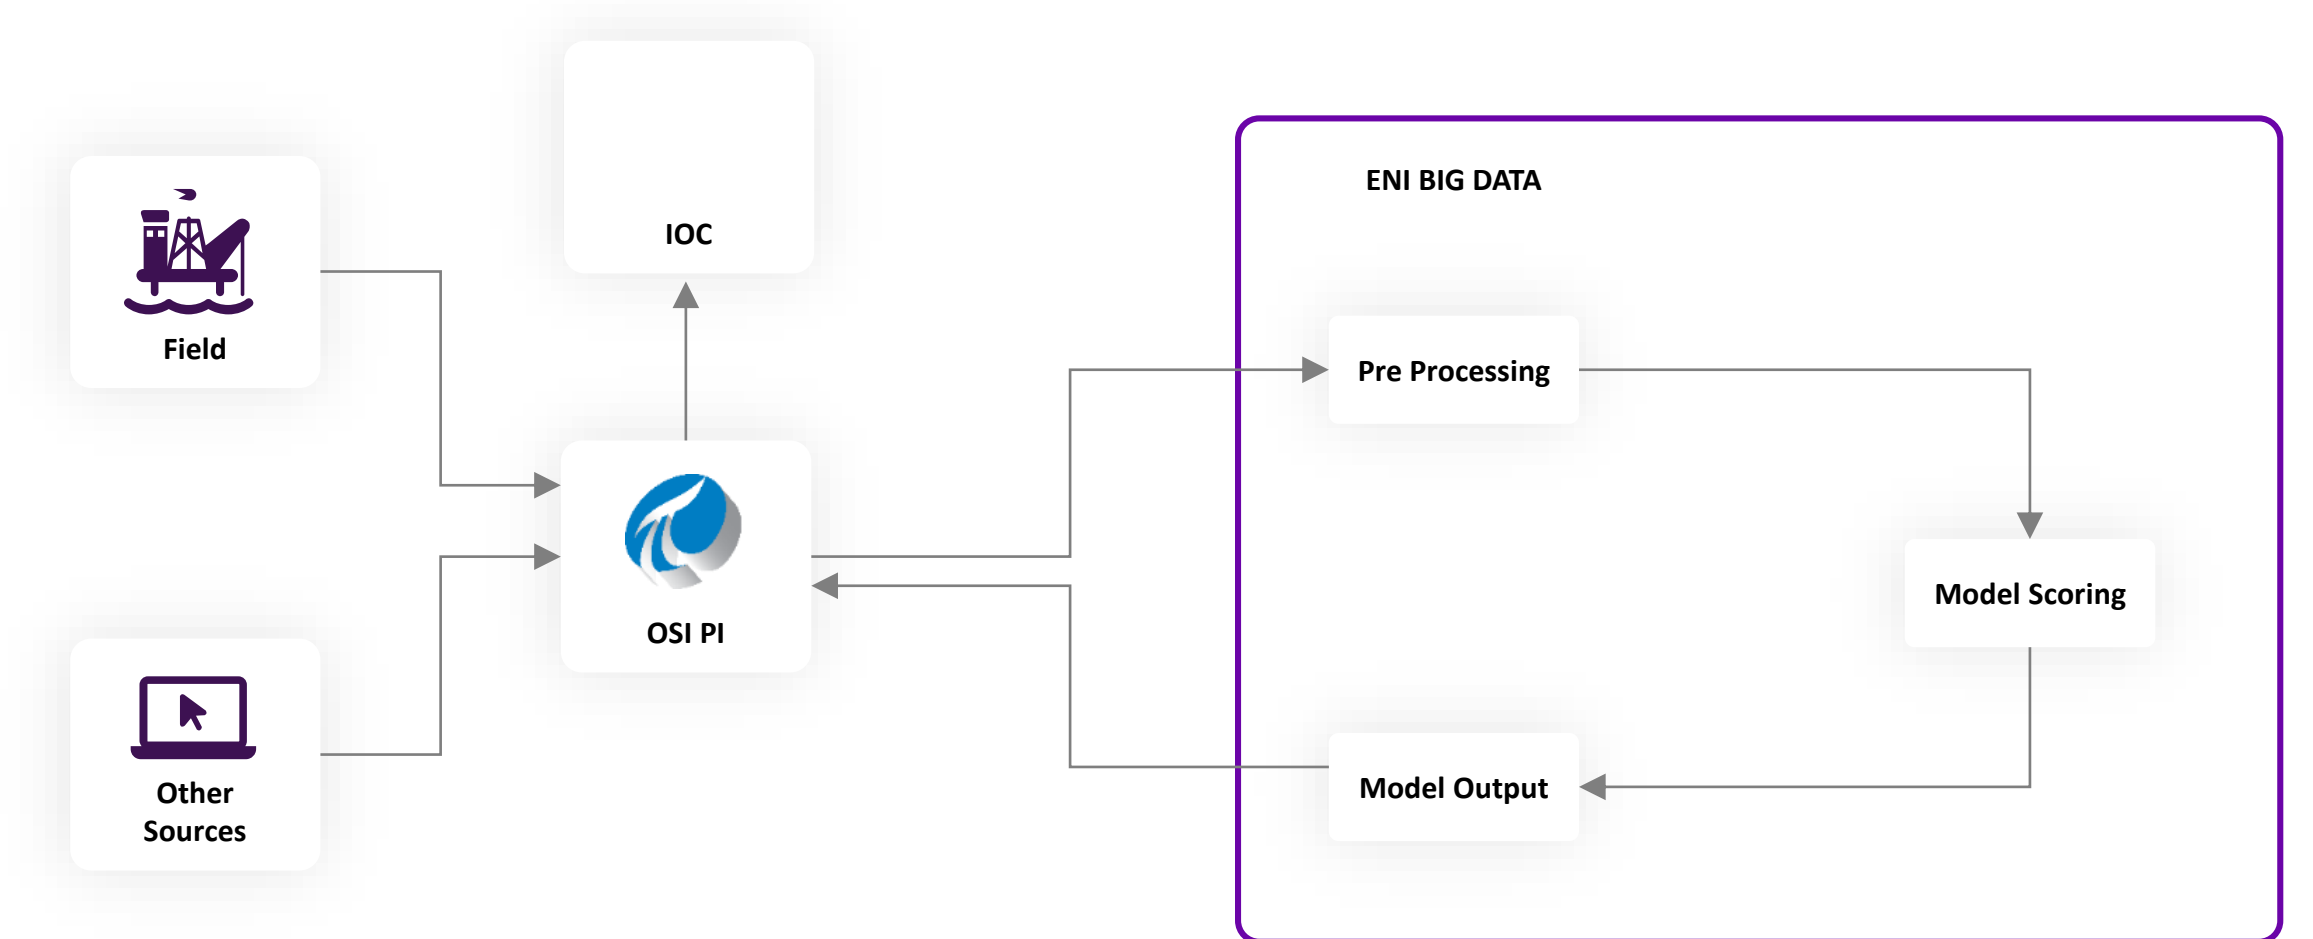 IOC
ENI BIG DATA
Field
Pre Processing
OSI PI
Model Scoring
Other
Sources
Model Output